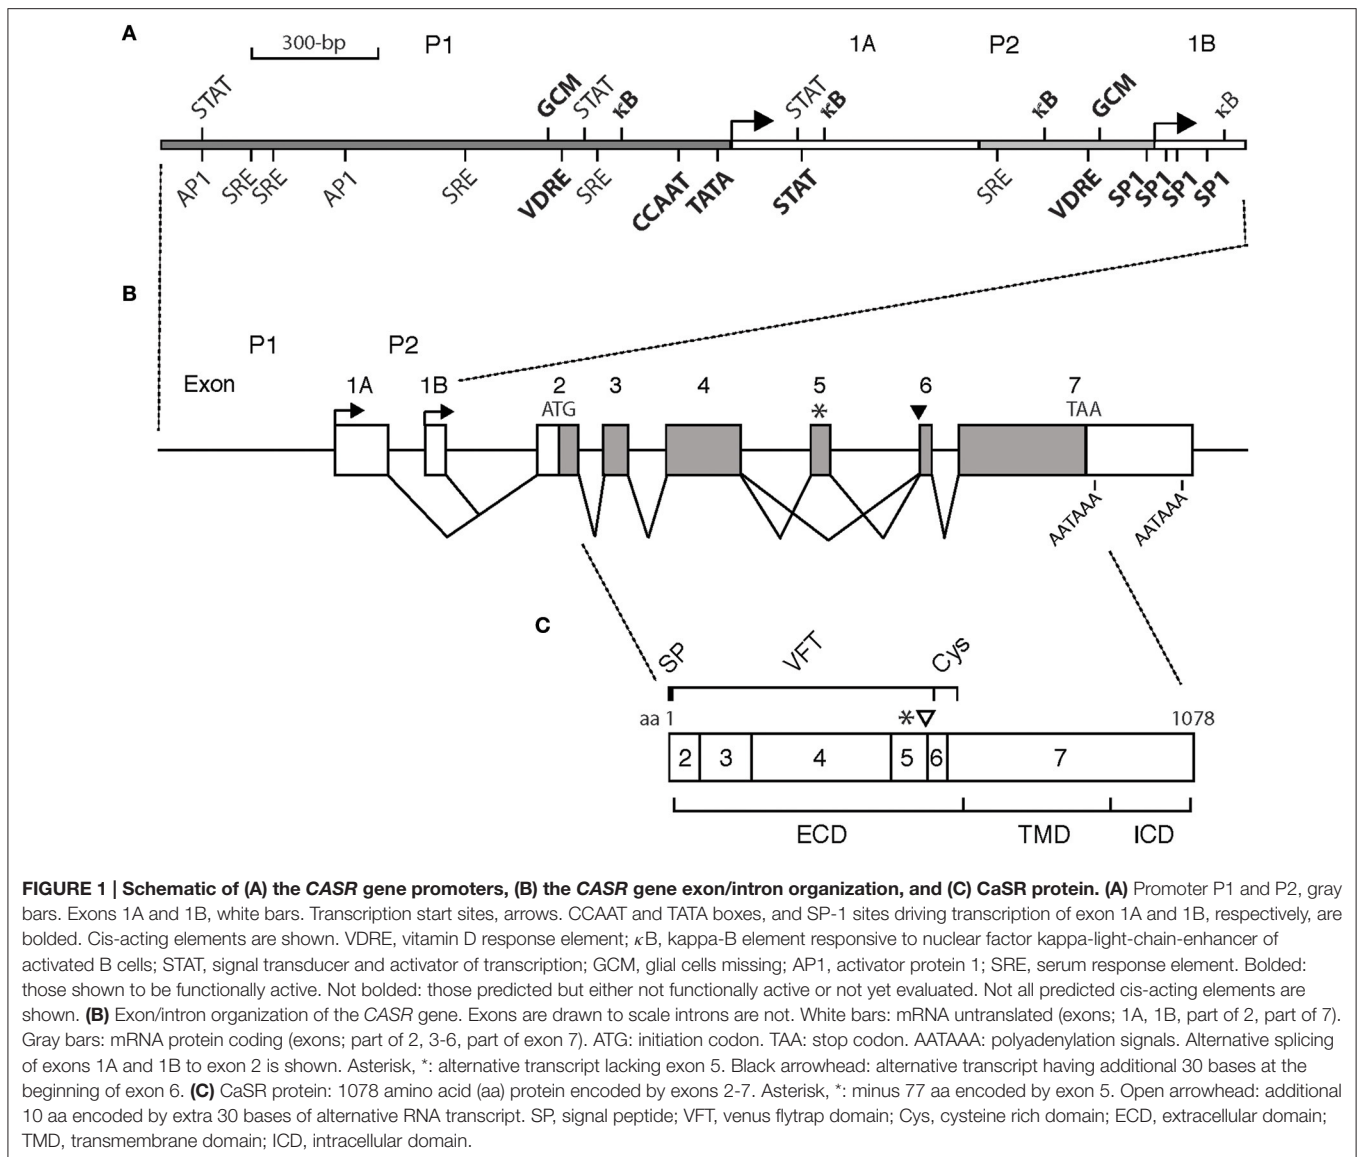 A
300-bp P1 1A P2 1B
STAT GCM STAT κB STAT κB κB GCM κB
AP1 SRE SRE AP1 SRE VDRE SRE CCAAT TATA STAT SRE VDRE SP1 SP1 SP1 SP1
B
P1 P2
Exon 1A 1B 2 3 4 5 6 7
ATG * TAA
AATAAA AATAAA
C
SP VFT Cys
aa 1 * 1078
2 3 4 5 6 7
ECD TMD ICD
FIGURE 1 | Schematic of (A) the CASR gene promoters, (B) the CASR gene exon/intron organization, and (C) CaSR protein. (A) Promoter P1 and P2, gray
bars. Exons 1A and 1B, white bars. Transcription start sites, arrows. CCAAT and TATA boxes, and SP-1 sites driving transcription of exon 1A and 1B, respectively, are
bolded. Cis-acting elements are shown. VDRE, vitamin D response element; κB, kappa-B element responsive to nuclear factor kappa-light-chain-enhancer of
activated B cells; STAT, signal transducer and activator of transcription; GCM, glial cells missing; AP1, activator protein 1; SRE, serum response element. Bolded:
those shown to be functionally active. Not bolded: those predicted but either not functionally active or not yet evaluated. Not all predicted cis-acting elements are
shown. (B) Exon/intron organization of the CASR gene. Exons are drawn to scale introns are not. White bars: mRNA untranslated (exons; 1A, 1B, part of 2, part of 7).
Gray bars: mRNA protein coding (exons; part of 2, 3-6, part of exon 7). ATG: initiation codon. TAA: stop codon. AATAAA: polyadenylation signals. Alternative splicing
of exons 1A and 1B to exon 2 is shown. Asterisk, *: alternative transcript lacking exon 5. Black arrowhead: alternative transcript having additional 30 bases at the
beginning of exon 6. (C) CaSR protein: 1078 amino acid (aa) protein encoded by exons 2-7. Asterisk, *: minus 77 aa encoded by exon 5. Open arrowhead: additional
10 aa encoded by extra 30 bases of alternative RNA transcript. SP, signal peptide; VFT, venus flytrap domain; Cys, cysteine rich domain; ECD, extracellular domain;
TMD, transmembrane domain; ICD, intracellular domain.